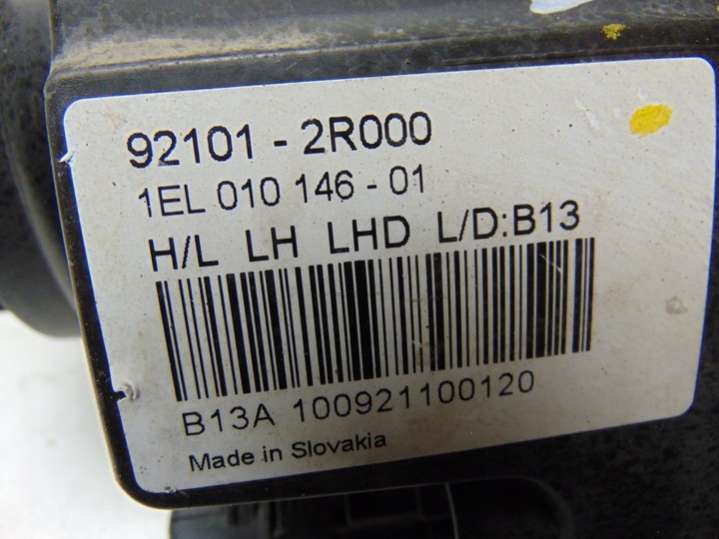 92101 - 2R000
1EL 010 146 - 01
H/L LH LHD L/D:B13
B13A 100921100120
Made in Slovakia